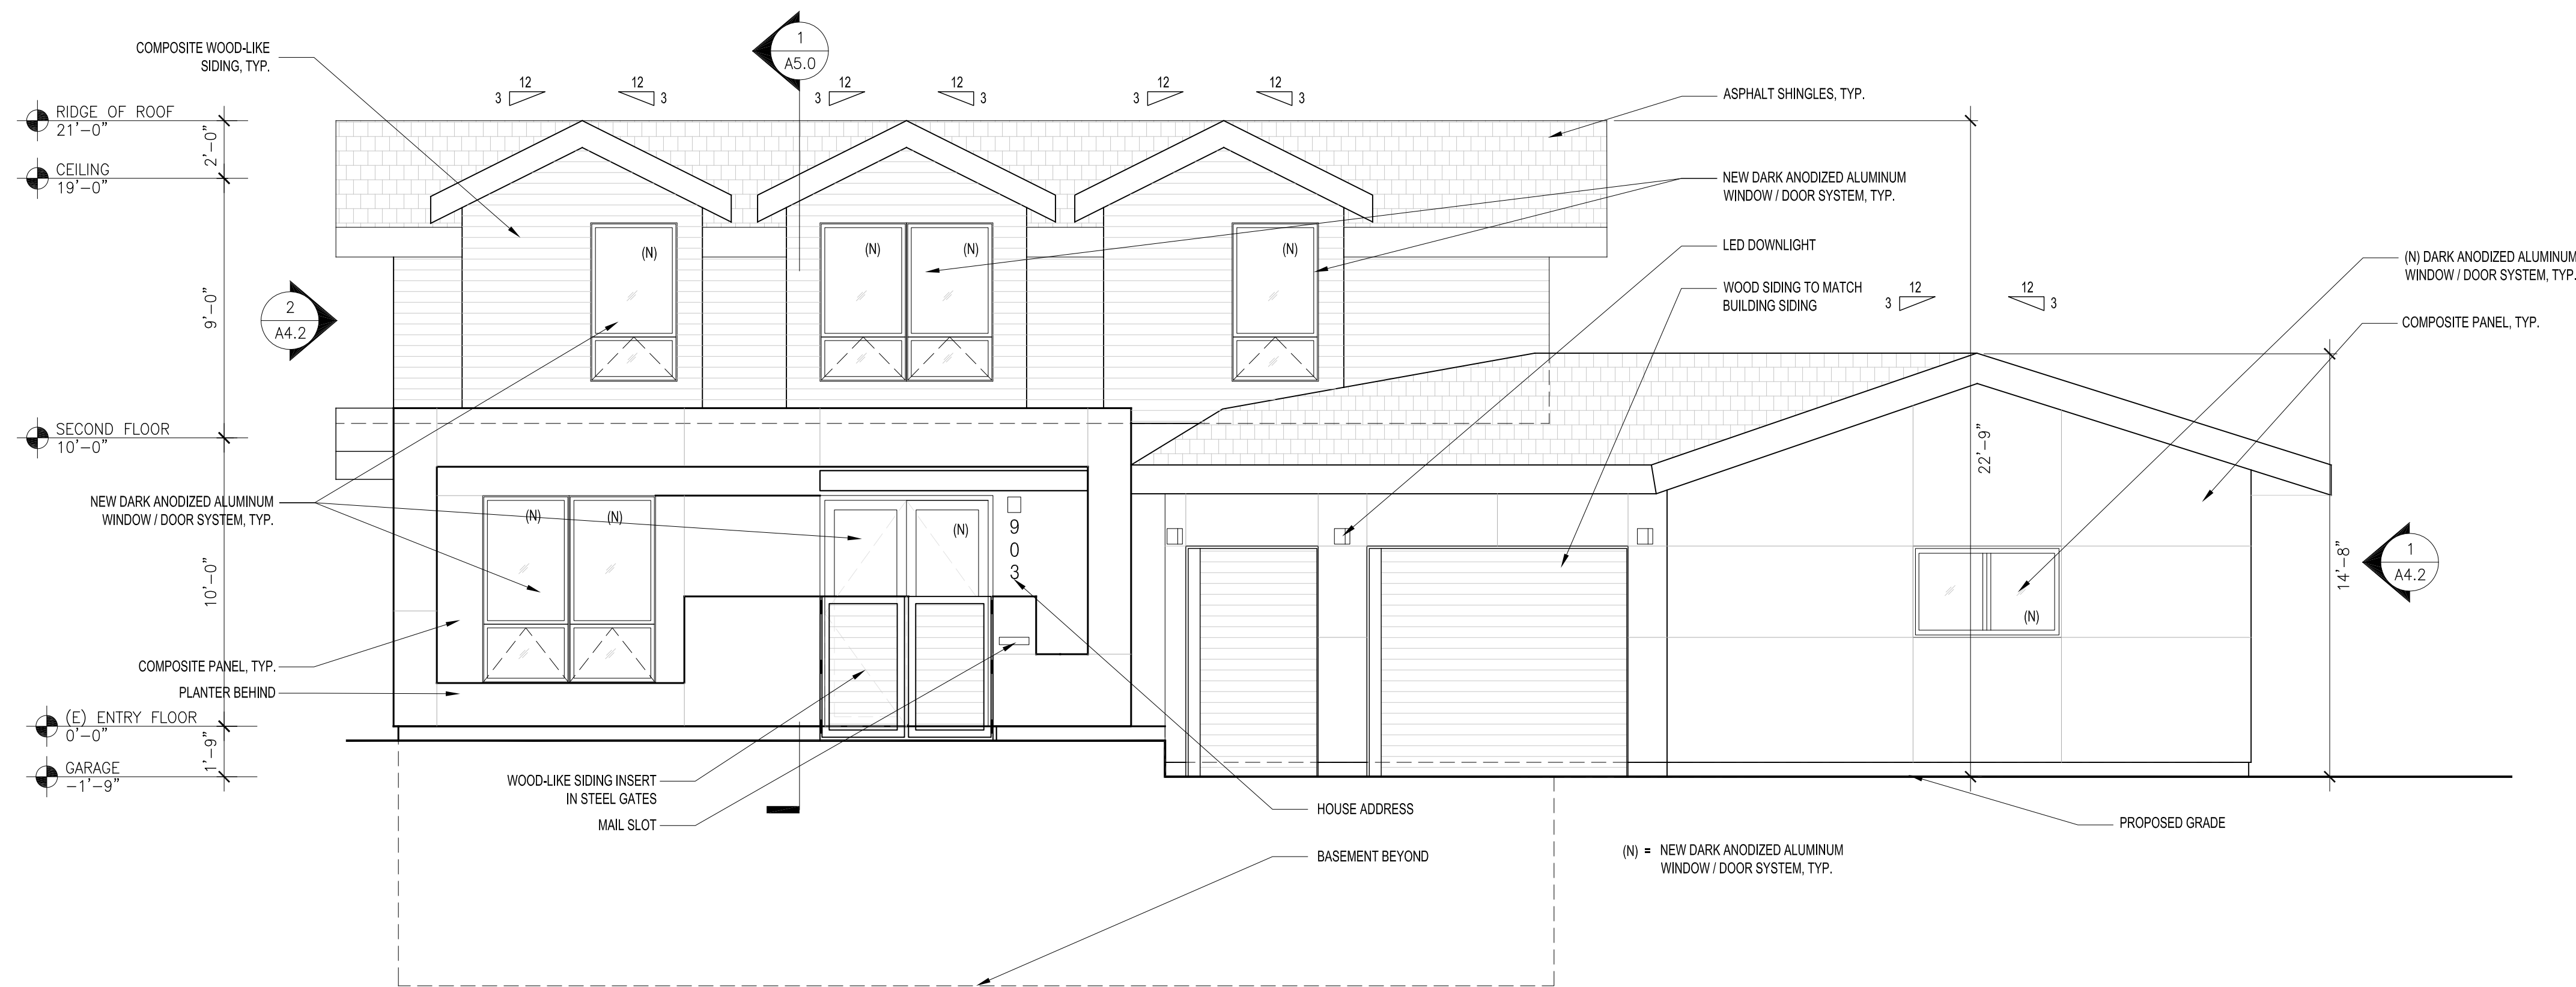 COMPOSITE WOOD-LIKE
SIDING, TYP.
1
A5.0
12
3
12
3
12
3
12
3
12
3
12
3
ASPHALT SHINGLES, TYP.
RIDGE OF ROOF
21'-0"
2'-0"
CEILING
19'-0"
NEW DARK ANODIZED ALUMINUM
WINDOW / DOOR SYSTEM, TYP.
(N)
(N)
(N)
(N)
LED DOWNLIGHT
(N) DARK ANODIZED ALUMINUM
WINDOW / DOOR SYSTEM, TYP.
WOOD SIDING TO MATCH
BUILDING SIDING
12
3
12
3
9'-0"
2
A4.2
COMPOSITE PANEL, TYP.
SECOND FLOOR
10'-0"
22'-9"
NEW DARK ANODIZED ALUMINUM
WINDOW / DOOR SYSTEM, TYP.
(N)
(N)
(N)
9
0
3
10'-0"
14'-8"
1
A4.2
(N)
COMPOSITE PANEL, TYP.
PLANTER BEHIND
(E) ENTRY FLOOR
0'-0"
1'-9"
GARAGE
-1'-9"
WOOD-LIKE SIDING INSERT
IN STEEL GATES
MAIL SLOT
HOUSE ADDRESS
PROPOSED GRADE
BASEMENT BEYOND
(N) = NEW DARK ANODIZED ALUMINUM
WINDOW / DOOR SYSTEM, TYP.